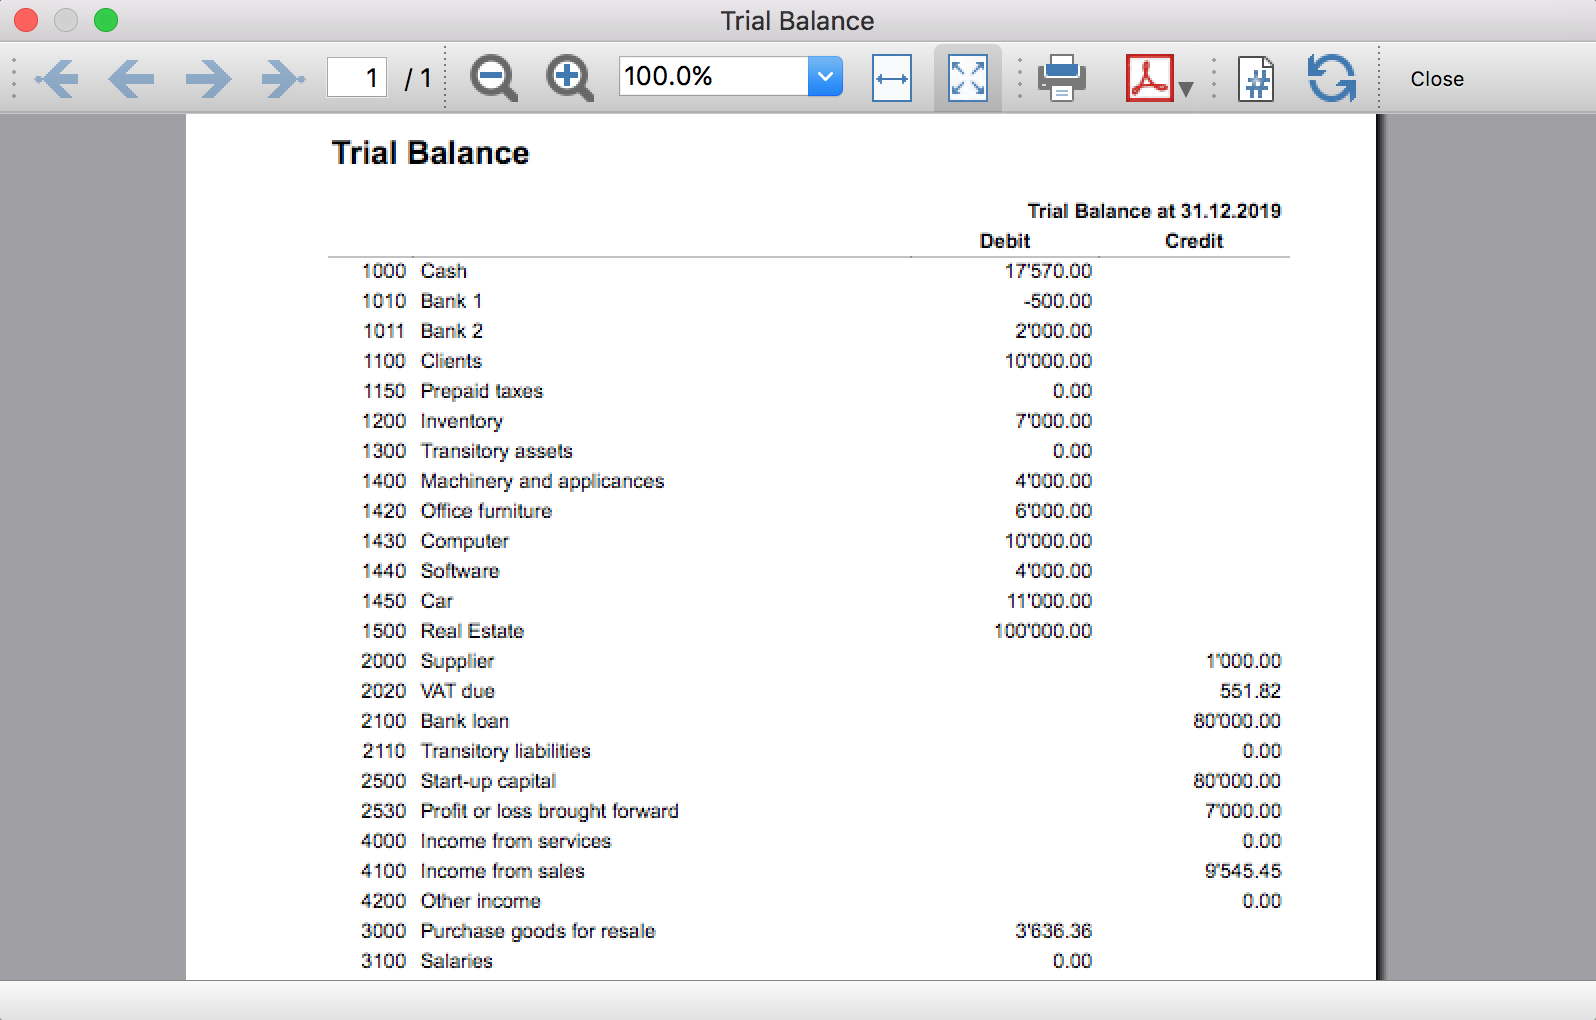 Trial Balance
1 / 1 100.0% # Close
Trial Balance
Trial Balance at 31.12.2019
Debit Credit
1000 Cash 17'570.00
1010 Bank 1 -500.00
1011 Bank 2 2'000.00
1100 Clients 10'000.00
1150 Prepaid taxes 0.00
1200 Inventory 7'000.00
1300 Transitory assets 0.00
1400 Machinery and applicances 4'000.00
1420 Office furniture 6'000.00
1430 Computer 10'000.00
1440 Software 4'000.00
1450 Car 11'000.00
1500 Real Estate 100'000.00
2000 Supplier 1'000.00
2020 VAT due 551.82
2100 Bank loan 80'000.00
2110 Transitory liabilities 0.00
2500 Start-up capital 80'000.00
2530 Profit or loss brought forward 7'000.00
4000 Income from services 0.00
4100 Income from sales 9'545.45
4200 Other income 0.00
3000 Purchase goods for resale 3'636.36
3100 Salaries 0.00